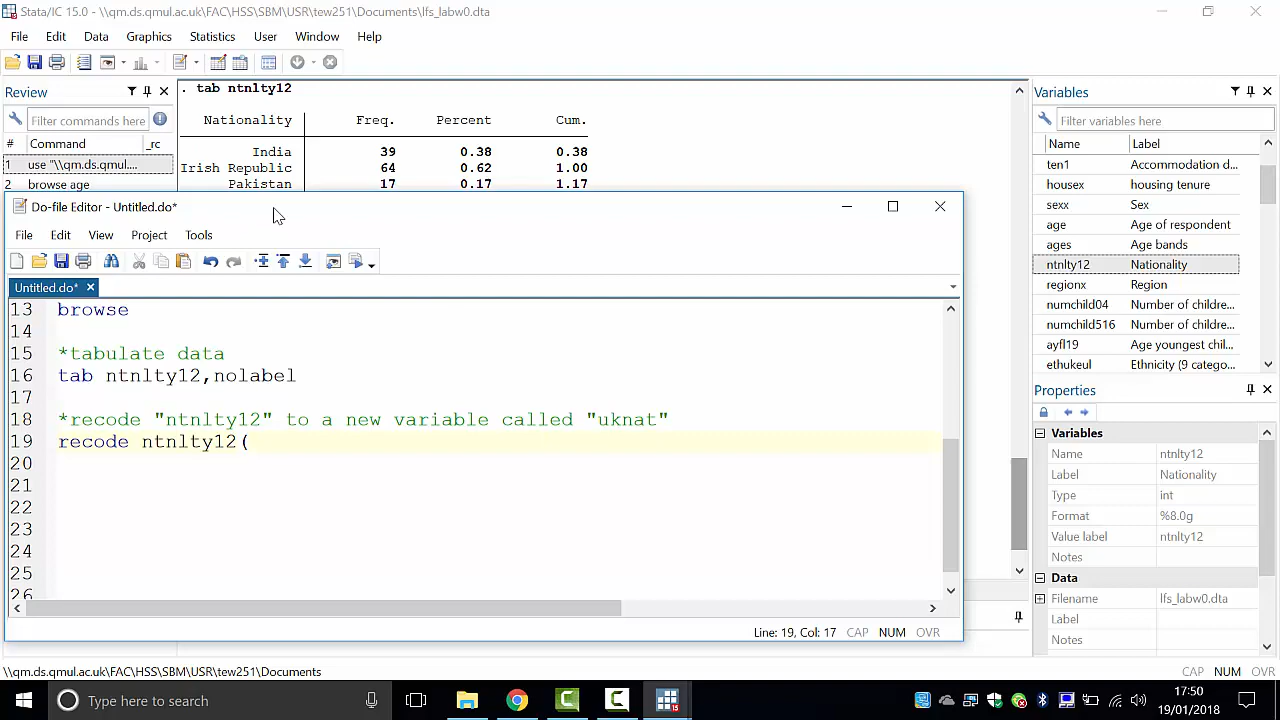 Stata/IC 15.0 - \\qm.ds.qmul.ac.uk\FAC\HSS\SBM\USR\tew251\Documents\lfs_labw0.dta
File Edit Data Graphics Statistics User Window Help
Review
Filter commands here
# Command _rc
1 use "\\qm.ds.qmul....
2 browse age
. tab ntnlty12
Nationality Freq. Percent Cum.
India 39 0.38 0.38
Irish Republic 64 0.62 1.00
Pakistan 17 0.17 1.17
Do-file Editor - Untitled.do*
File Edit View Project Tools
Untitled.do*
13 browse
14
15 *tabulate data
16 tab ntnlty12,nolabel
17
18 *recode "ntnlty12" to a new variable called "uknat"
19 recode ntnlty12(
20
21
22
23
24
25
26
Line: 19, Col: 17 CAP NUM OVR
Variables
Filter variables here
Name Label
ten1 Accommodation d...
housex housing tenure
sexx Sex
age Age of respondent
ages Age bands
ntnlty12 Nationality
regionx Region
numchild04 Number of childre...
numchild516 Number of childre...
ayfl19 Age youngest chil...
ethukeul Ethnicity (9 catego...
Properties
Variables
Name ntnlty12
Label Nationality
Type int
Format %8.0g
Value label ntnlty12
Notes
Data
Filename lfs_labw0.dta
Label
Notes
\\qm.ds.qmul.ac.uk\FAC\HSS\SBM\USR\tew251\Documents
CAP NUM OVR
Type here to search
17:50
19/01/2018